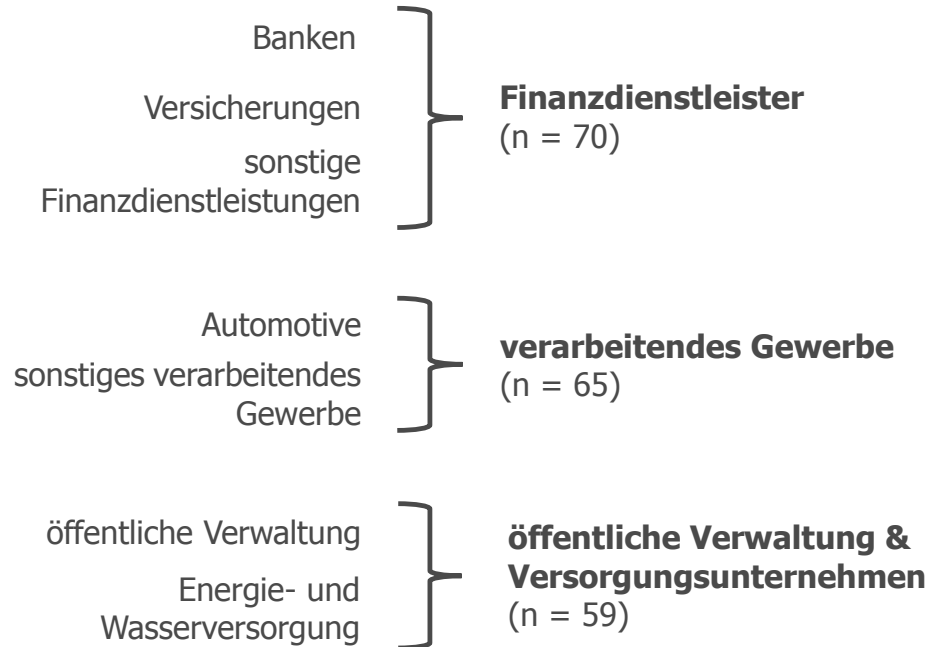 Banken
Versicherungen
sonstige
Finanzdienstleistungen
Finanzdienstleister
(n = 70)
Automotive
sonstiges verarbeitendes
Gewerbe
verarbeitendes Gewerbe
(n = 65)
öffentliche Verwaltung
Energie- und
Wasserversorgung
öffentliche Verwaltung &
Versorgungsunternehmen
(n = 59)